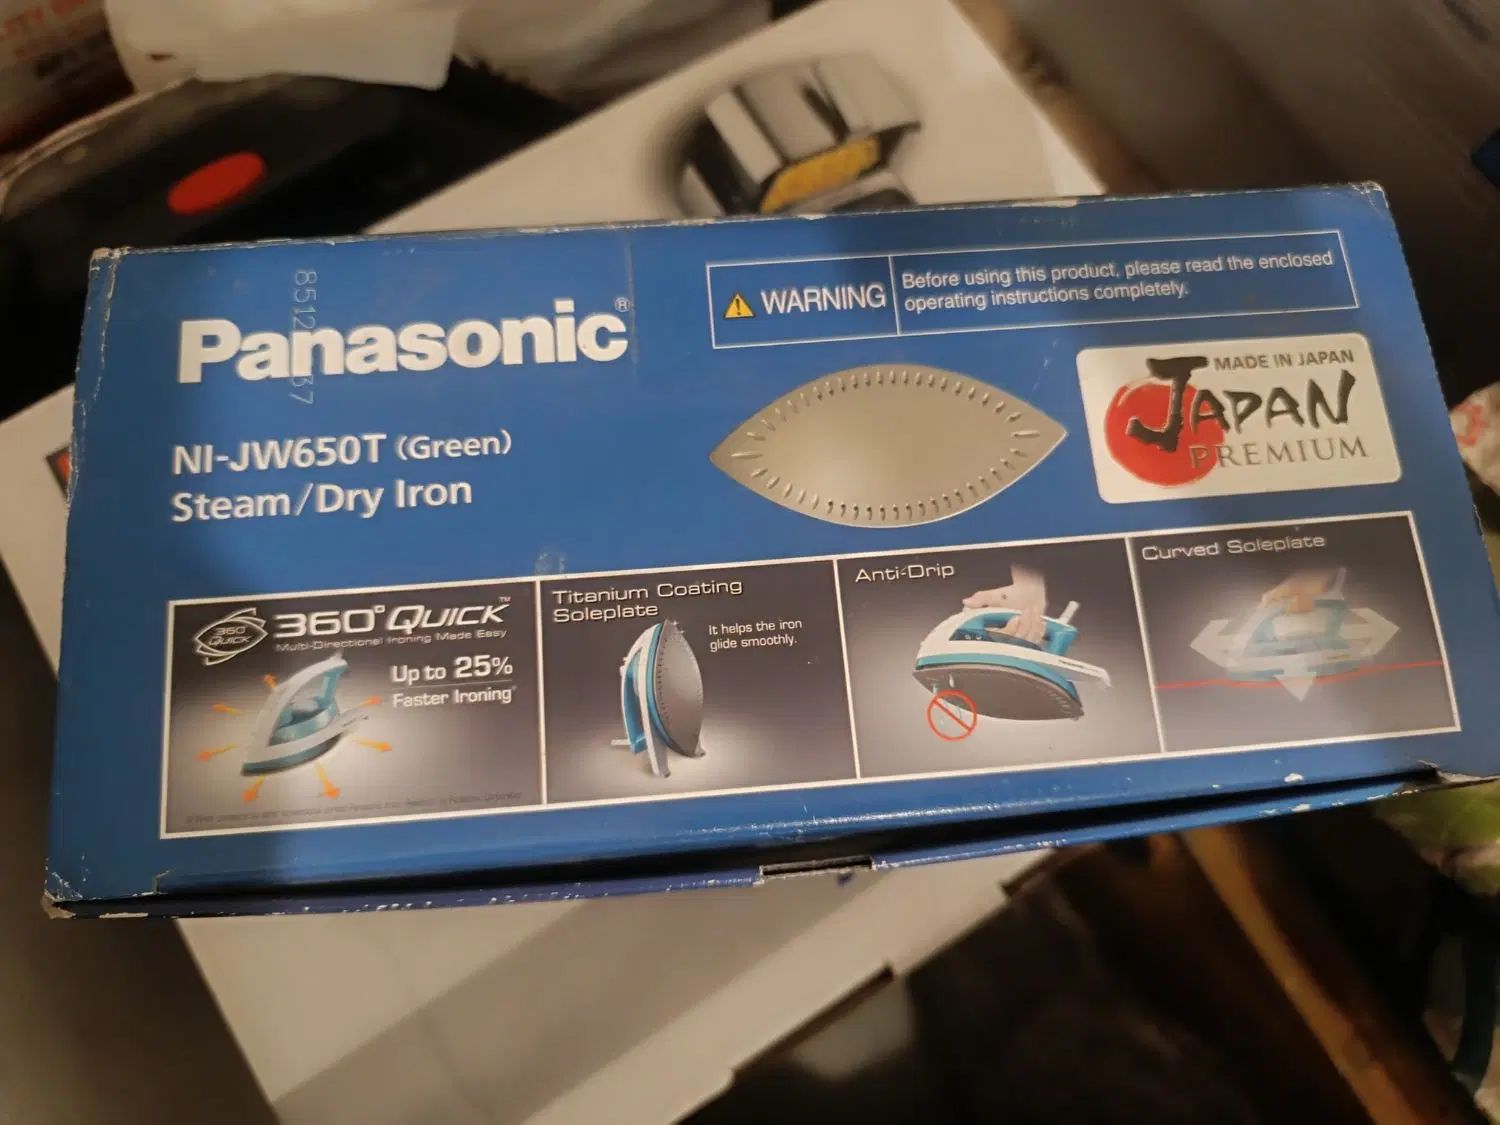 Panasonic®
NI-JW650T (Green)
Steam/Dry Iron
WARNING
Before using this product, please read the enclosed
operating instructions completely.
MADE IN JAPAN
JAPAN
PREMIUM
360°
QUICK
360°QUICK™
Multi-Directional Ironing Made Easy
Up to 25%
Faster Ironing
Titanium Coating
Soleplate
It helps the iron
glide smoothly.
Anti-Drip
Curved Soleplate